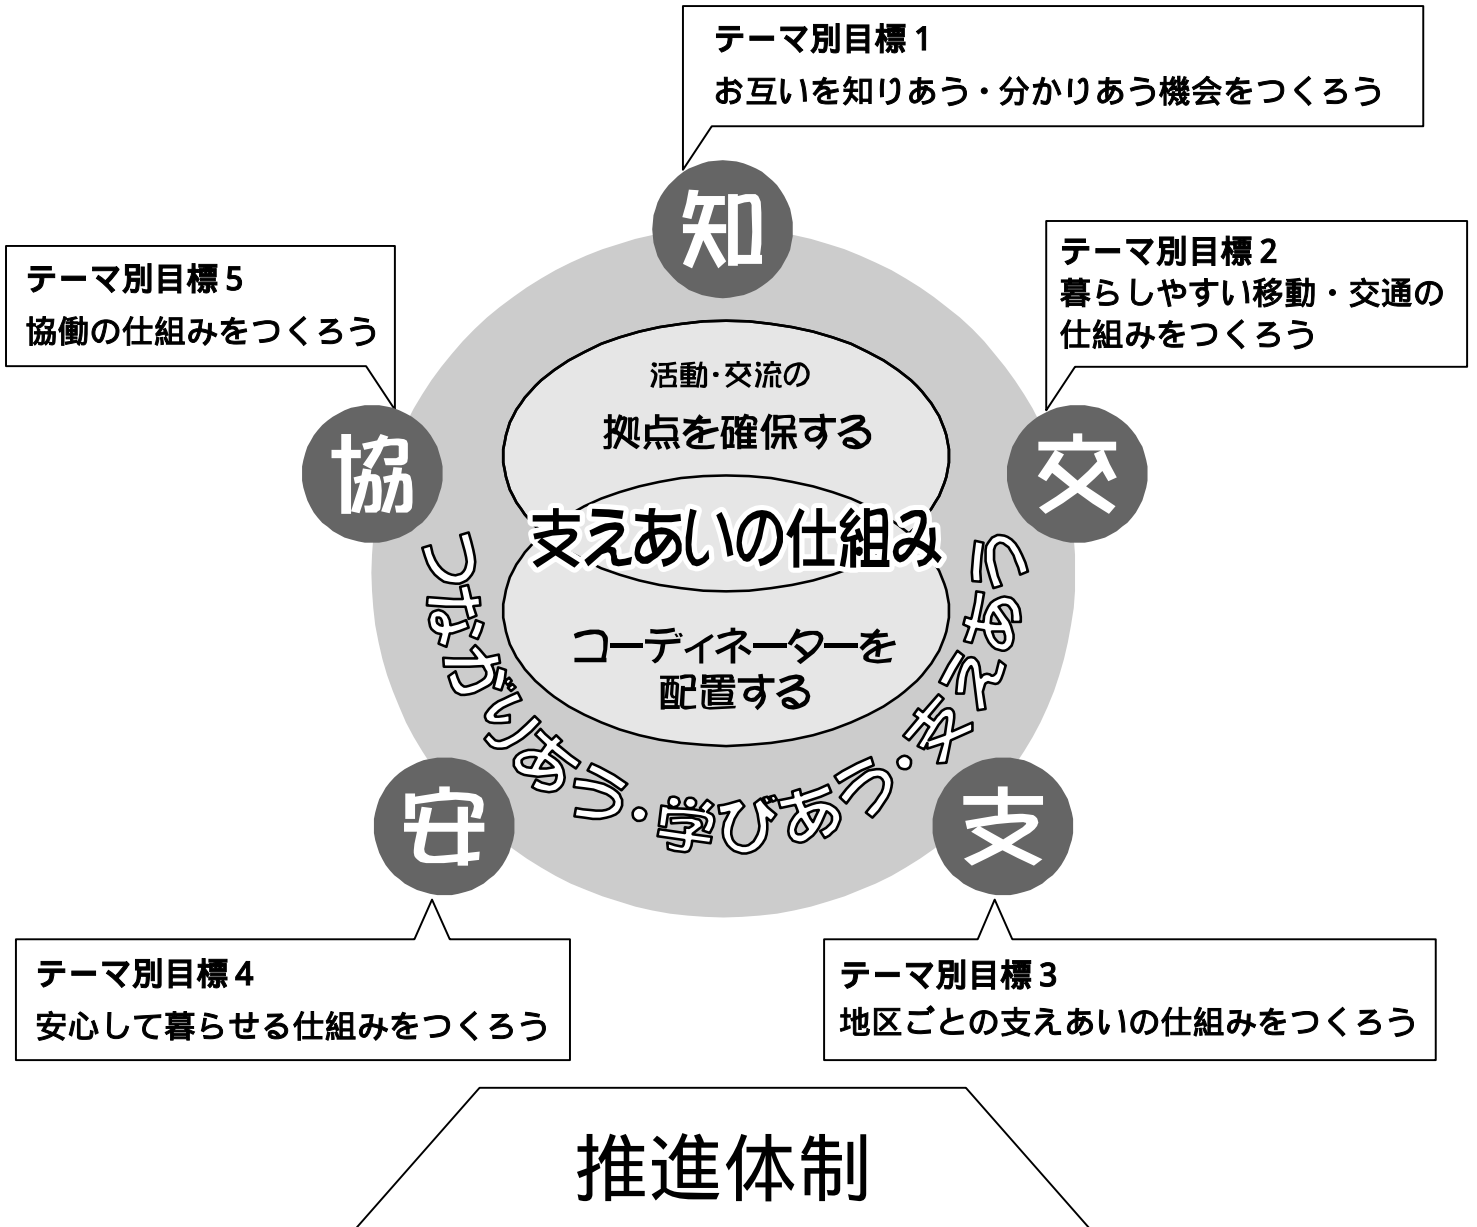 テーマ別目標１
お互いを知りあう・分かりあう機会をつくろう
知
テーマ別目標２
暮らしやすい移動・交通の
仕組みをつくろう
交
テーマ別目標５
協働の仕組みをつくろう
協
活動・交流の
拠点を確保する
支えあいの仕組み
コーディネーターを
配置する
つながりあう・学びあう・支えあう
安
支
テーマ別目標４
安心して暮らせる仕組みをつくろう
テーマ別目標３
地区ごとの支えあいの仕組みをつくろう
推進体制